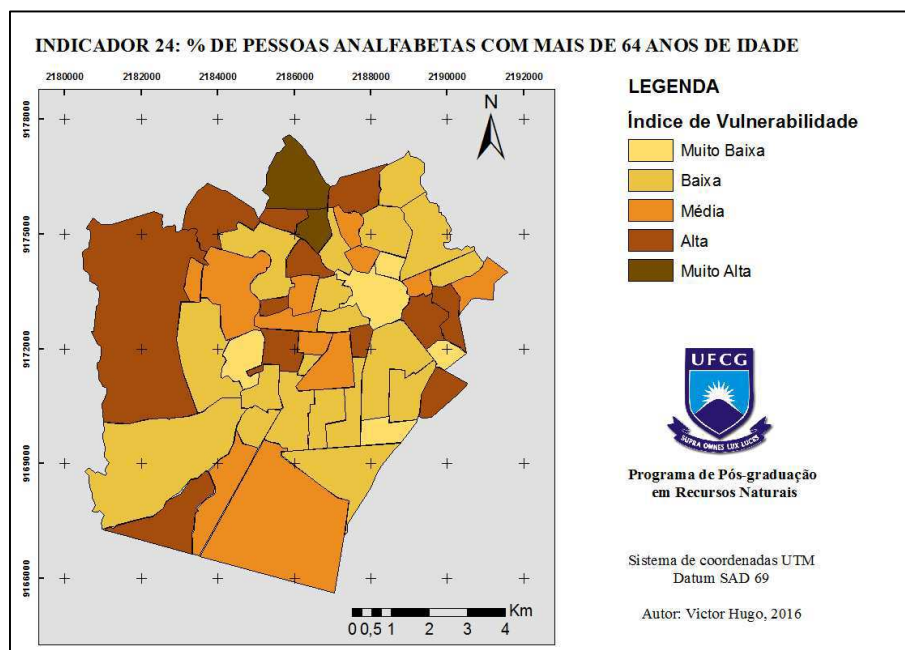 INDICADOR 24: % DE PESSOAS ANALFABETAS COM MAIS DE 64 ANOS DE IDADE
2180000 2182000 2184000 2186000 2188000 2190000 2192000
9178000
9175000
9172000
9169000
9166000
N
Km
0 0,5 1 2 3 4
LEGENDA
Índice de Vulnerabilidade
Muito Baixa
Baixa
Média
Alta
Muito Alta
UFCG
SUPRA OMNES LUX LUCES
Programa de Pós-graduação
em Recursos Naturais
Sistema de coordenadas UTM
Datum SAD 69
Autor: Victor Hugo, 2016